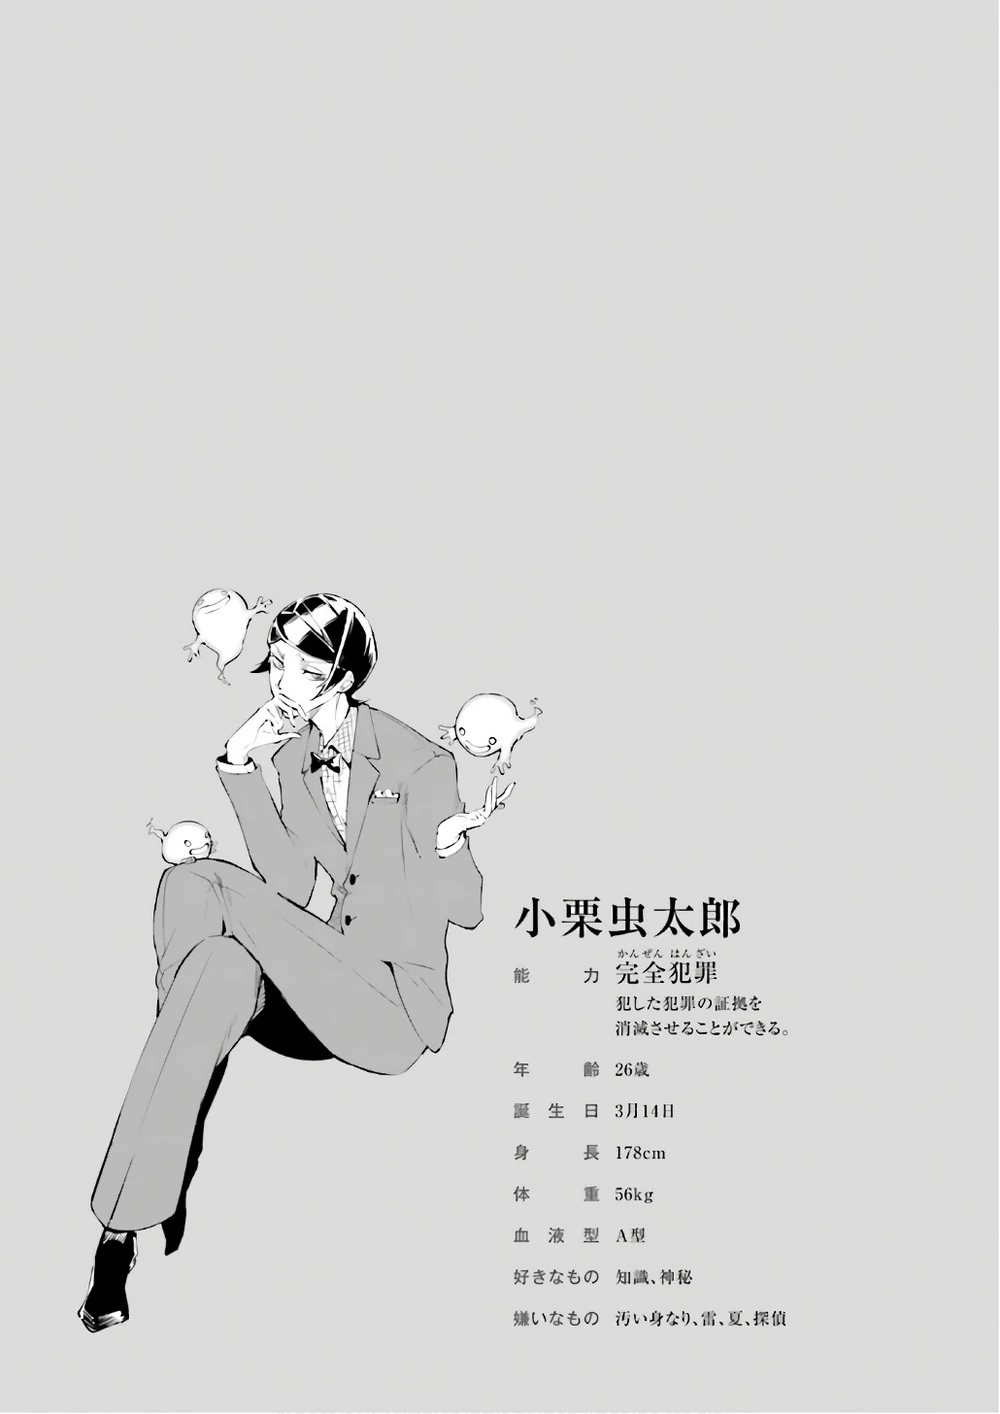 小栗虫太郎
かんぜん はんざい
能力 完全犯罪
犯した犯罪の証拠を
消滅させることができる。
年齢 26歳
誕生日 3月14日
身長 178cm
体重 56kg
血液型 A型
好きなもの 知識、神秘
嫌いなもの 汚い身なり、雷、夏、探偵